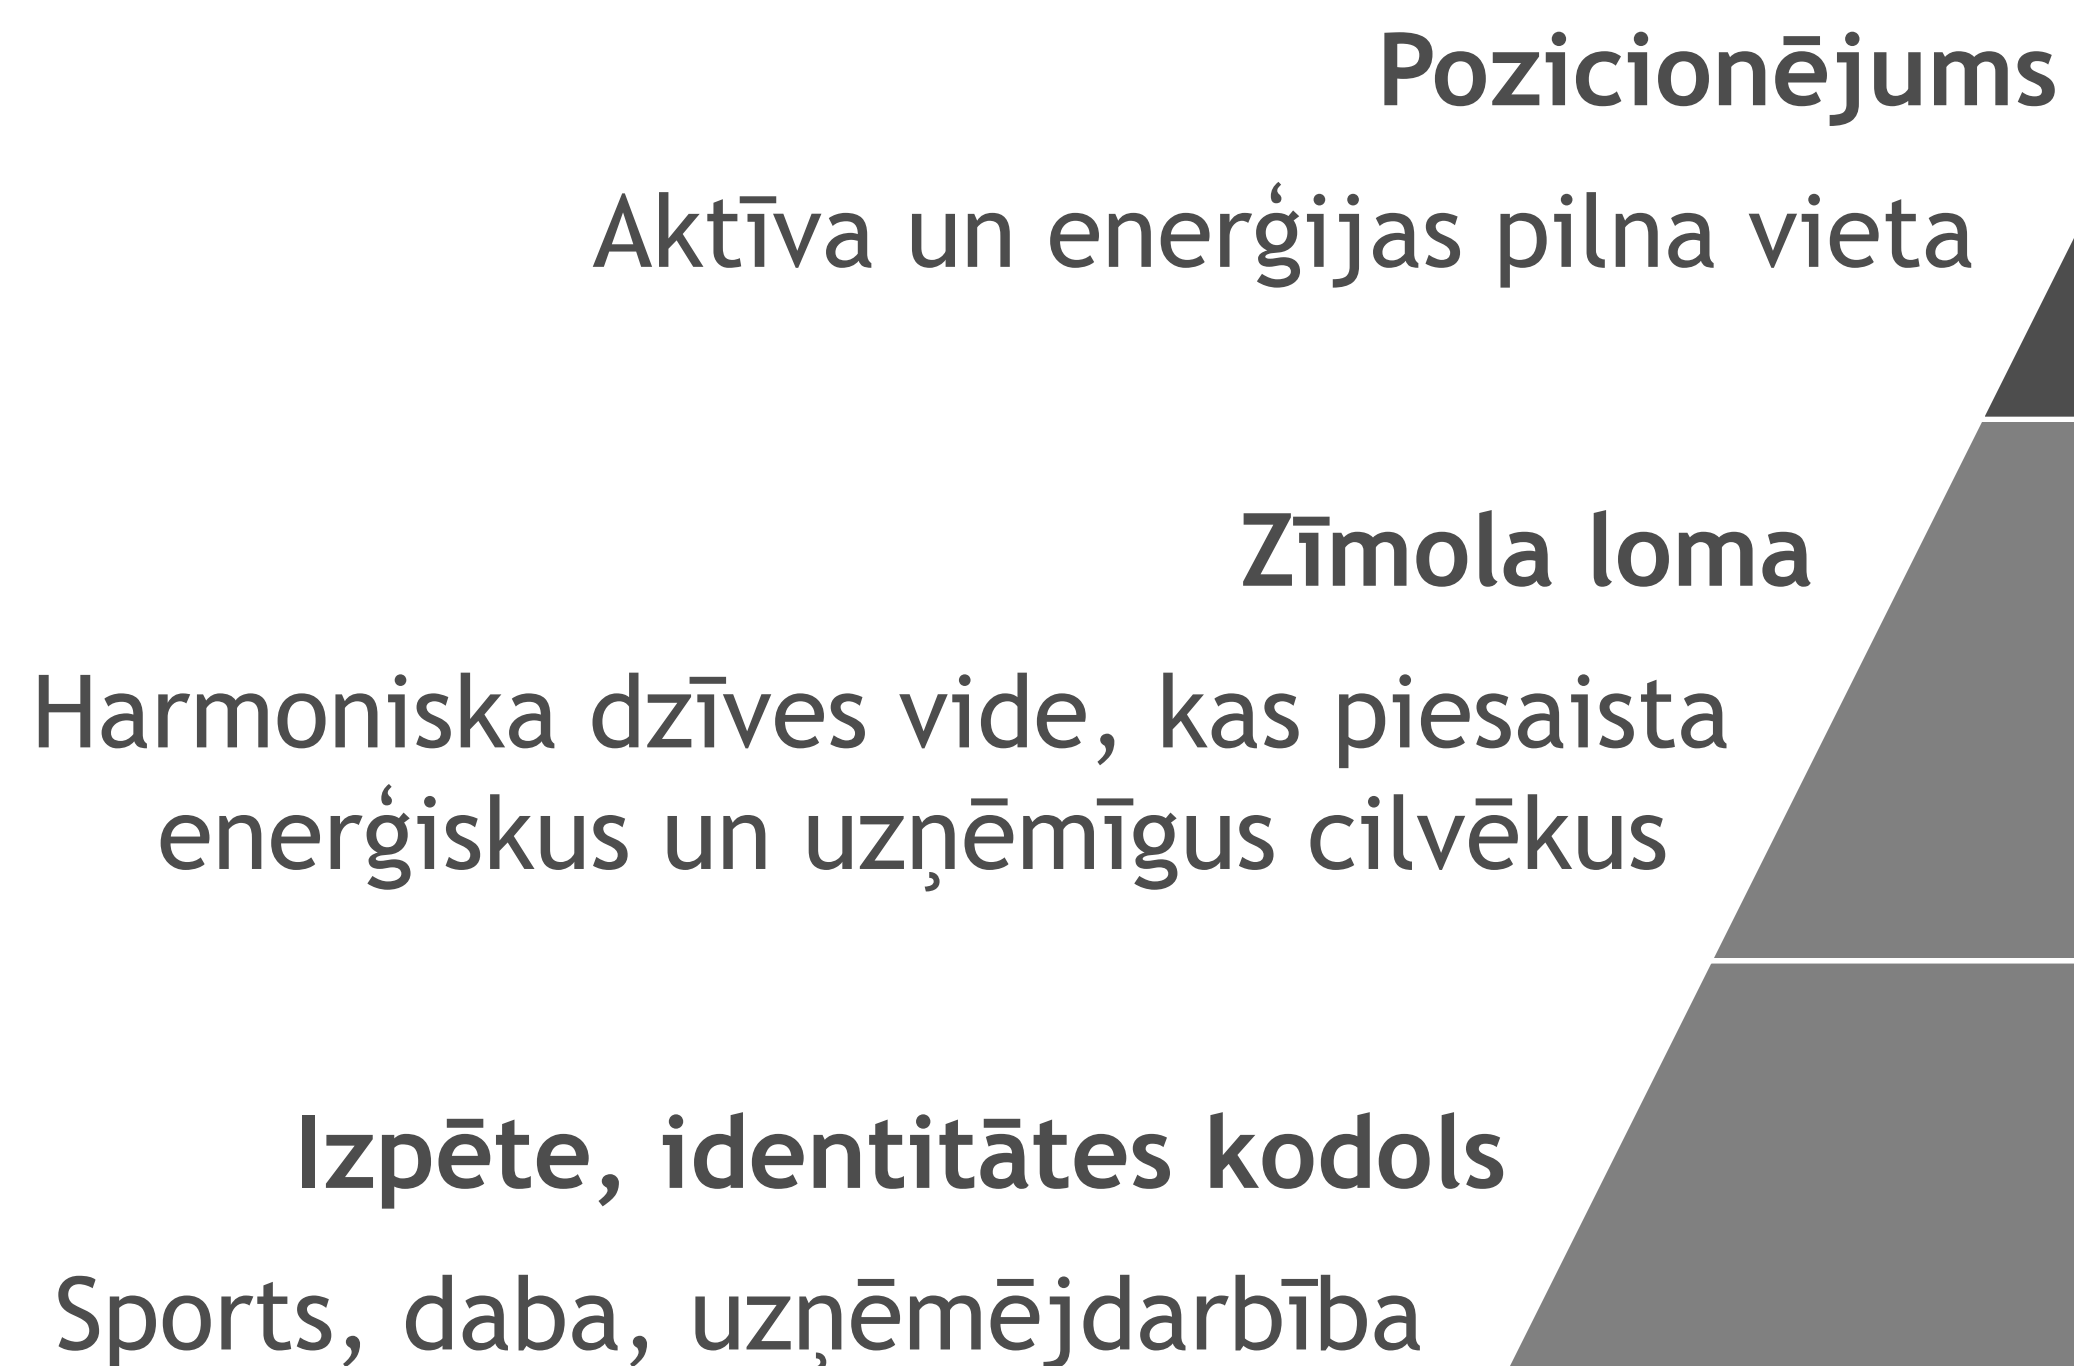 Pozicionējums
Aktīva un enerģijas pilna vieta
Zīmola loma
Harmoniska dzīves vide, kas piesaista
enerģiskus un uzņēmīgus cilvēkus
Izpēte, identitātes kodols
Sports, daba, uzņēmējdarbība